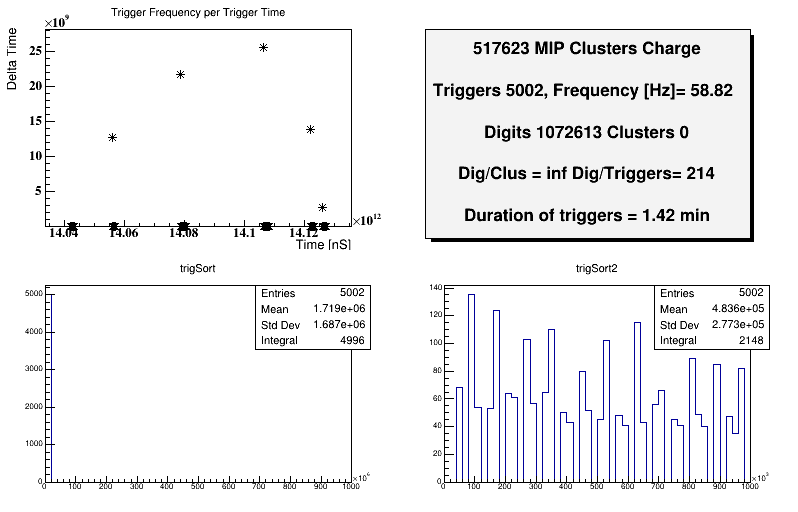 Trigger Frequency per Trigger Time
×10⁹
Delta Time
25
20
15
10
5
14.04 14.06 14.08 14.1 14.12
×10¹²
Time [nS]
517623 MIP Clusters Charge
Triggers 5002, Frequency [Hz]= 58.82
Digits 1072613 Clusters 0
Dig/Clus = inf Dig/Triggers= 214
Duration of triggers = 1.42 min
trigSort
Entries 5002
Mean 1.719e+06
Std Dev 1.687e+06
Integral 4996
5000
4000
3000
2000
1000
0
0 100 200 300 400 500 600 700 800 900 1000
×10⁶
trigSort2
Entries 5002
Mean 4.836e+05
Std Dev 2.773e+05
Integral 2148
140
120
100
80
60
40
20
0
0 100 200 300 400 500 600 700 800 900 1000
×10³